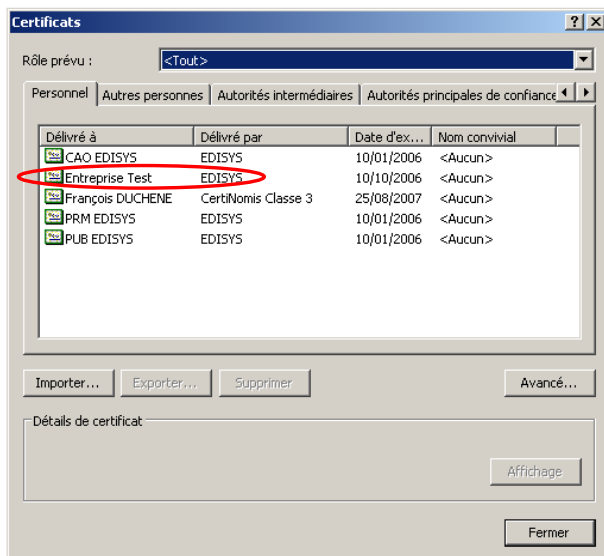 Certificats
Rôle prévu :
<Tout>
Personnel Autres personnes Autorités intermédiaires Autorités principales de confiance
Délivré à Délivré par Date d'ex... Nom convivial
CAO EDISYS EDISYS 10/01/2006 <Aucun>
Entreprise Test EDISYS 10/10/2006 <Aucun>
François DUCHENE CertiNomis Classe 3 25/08/2007 <Aucun>
PRM EDISYS EDISYS 10/01/2006 <Aucun>
PUB EDISYS EDISYS 10/01/2006 <Aucun>
Importer... Exporter... Supprimer Avancé...
Détails de certificat
Affichage
Fermer